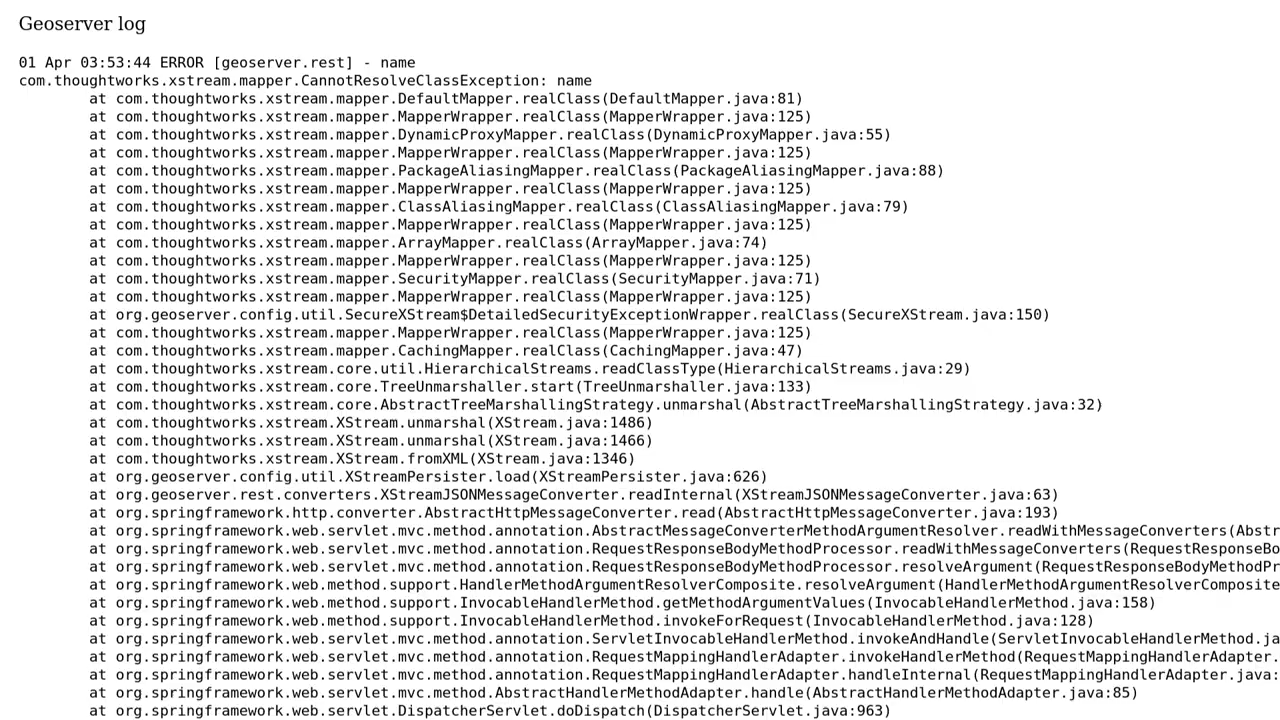 Geoserver log
01 Apr 03:53:44 ERROR [geoserver.rest] - name
com.thoughtworks.xstream.mapper.CannotResolveClassException: name
at com.thoughtworks.xstream.mapper.DefaultMapper.realClass(DefaultMapper.java:81)
at com.thoughtworks.xstream.mapper.MapperWrapper.realClass(MapperWrapper.java:125)
at com.thoughtworks.xstream.mapper.DynamicProxyMapper.realClass(DynamicProxyMapper.java:55)
at com.thoughtworks.xstream.mapper.MapperWrapper.realClass(MapperWrapper.java:125)
at com.thoughtworks.xstream.mapper.PackageAliasingMapper.realClass(PackageAliasingMapper.java:88)
at com.thoughtworks.xstream.mapper.MapperWrapper.realClass(MapperWrapper.java:125)
at com.thoughtworks.xstream.mapper.ClassAliasingMapper.realClass(ClassAliasingMapper.java:79)
at com.thoughtworks.xstream.mapper.MapperWrapper.realClass(MapperWrapper.java:125)
at com.thoughtworks.xstream.mapper.ArrayMapper.realClass(ArrayMapper.java:74)
at com.thoughtworks.xstream.mapper.MapperWrapper.realClass(MapperWrapper.java:125)
at com.thoughtworks.xstream.mapper.SecurityMapper.realClass(SecurityMapper.java:71)
at com.thoughtworks.xstream.mapper.MapperWrapper.realClass(MapperWrapper.java:125)
at org.geoserver.config.util.SecureXStream$DetailedSecurityExceptionWrapper.realClass(SecureXStream.java:150)
at com.thoughtworks.xstream.mapper.MapperWrapper.realClass(MapperWrapper.java:125)
at com.thoughtworks.xstream.mapper.CachingMapper.realClass(CachingMapper.java:47)
at com.thoughtworks.xstream.core.util.HierarchicalStreams.readClassType(HierarchicalStreams.java:29)
at com.thoughtworks.xstream.core.TreeUnmarshaller.start(TreeUnmarshaller.java:133)
at com.thoughtworks.xstream.core.AbstractTreeMarshallingStrategy.unmarshal(AbstractTreeMarshallingStrategy.java:32)
at com.thoughtworks.xstream.XStream.unmarshal(XStream.java:1486)
at com.thoughtworks.xstream.XStream.unmarshal(XStream.java:1466)
at com.thoughtworks.xstream.XStream.fromXML(XStream.java:1346)
at org.geoserver.config.util.XStreamPersister.load(XStreamPersister.java:626)
at org.geoserver.rest.converters.XStreamJSONMessageConverter.readInternal(XStreamJSONMessageConverter.java:63)
at org.springframework.http.converter.AbstractHttpMessageConverter.read(AbstractHttpMessageConverter.java:193)
at org.springframework.web.servlet.mvc.method.annotation.AbstractMessageConverterMethodArgumentResolver.readWithMessageConverters(Abstr
at org.springframework.web.servlet.mvc.method.annotation.RequestResponseBodyMethodProcessor.readWithMessageConverters(RequestResponseBo
at org.springframework.web.servlet.mvc.method.annotation.RequestResponseBodyMethodProcessor.resolveArgument(RequestResponseBodyMethodPr
at org.springframework.web.method.support.HandlerMethodArgumentResolverComposite.resolveArgument(HandlerMethodArgumentResolverComposite
at org.springframework.web.method.support.InvocableHandlerMethod.getMethodArgumentValues(InvocableHandlerMethod.java:158)
at org.springframework.web.method.support.InvocableHandlerMethod.invokeForRequest(InvocableHandlerMethod.java:128)
at org.springframework.web.servlet.mvc.method.annotation.ServletInvocableHandlerMethod.invokeAndHandle(ServletInvocableHandlerMethod.ja
at org.springframework.web.servlet.mvc.method.annotation.RequestMappingHandlerAdapter.invokeHandlerMethod(RequestMappingHandlerAdapter.
at org.springframework.web.servlet.mvc.method.annotation.RequestMappingHandlerAdapter.handleInternal(RequestMappingHandlerAdapter.java:
at org.springframework.web.servlet.mvc.method.AbstractHandlerMethodAdapter.handle(AbstractHandlerMethodAdapter.java:85)
at org.springframework.web.servlet.DispatcherServlet.doDispatch(DispatcherServlet.java:963)